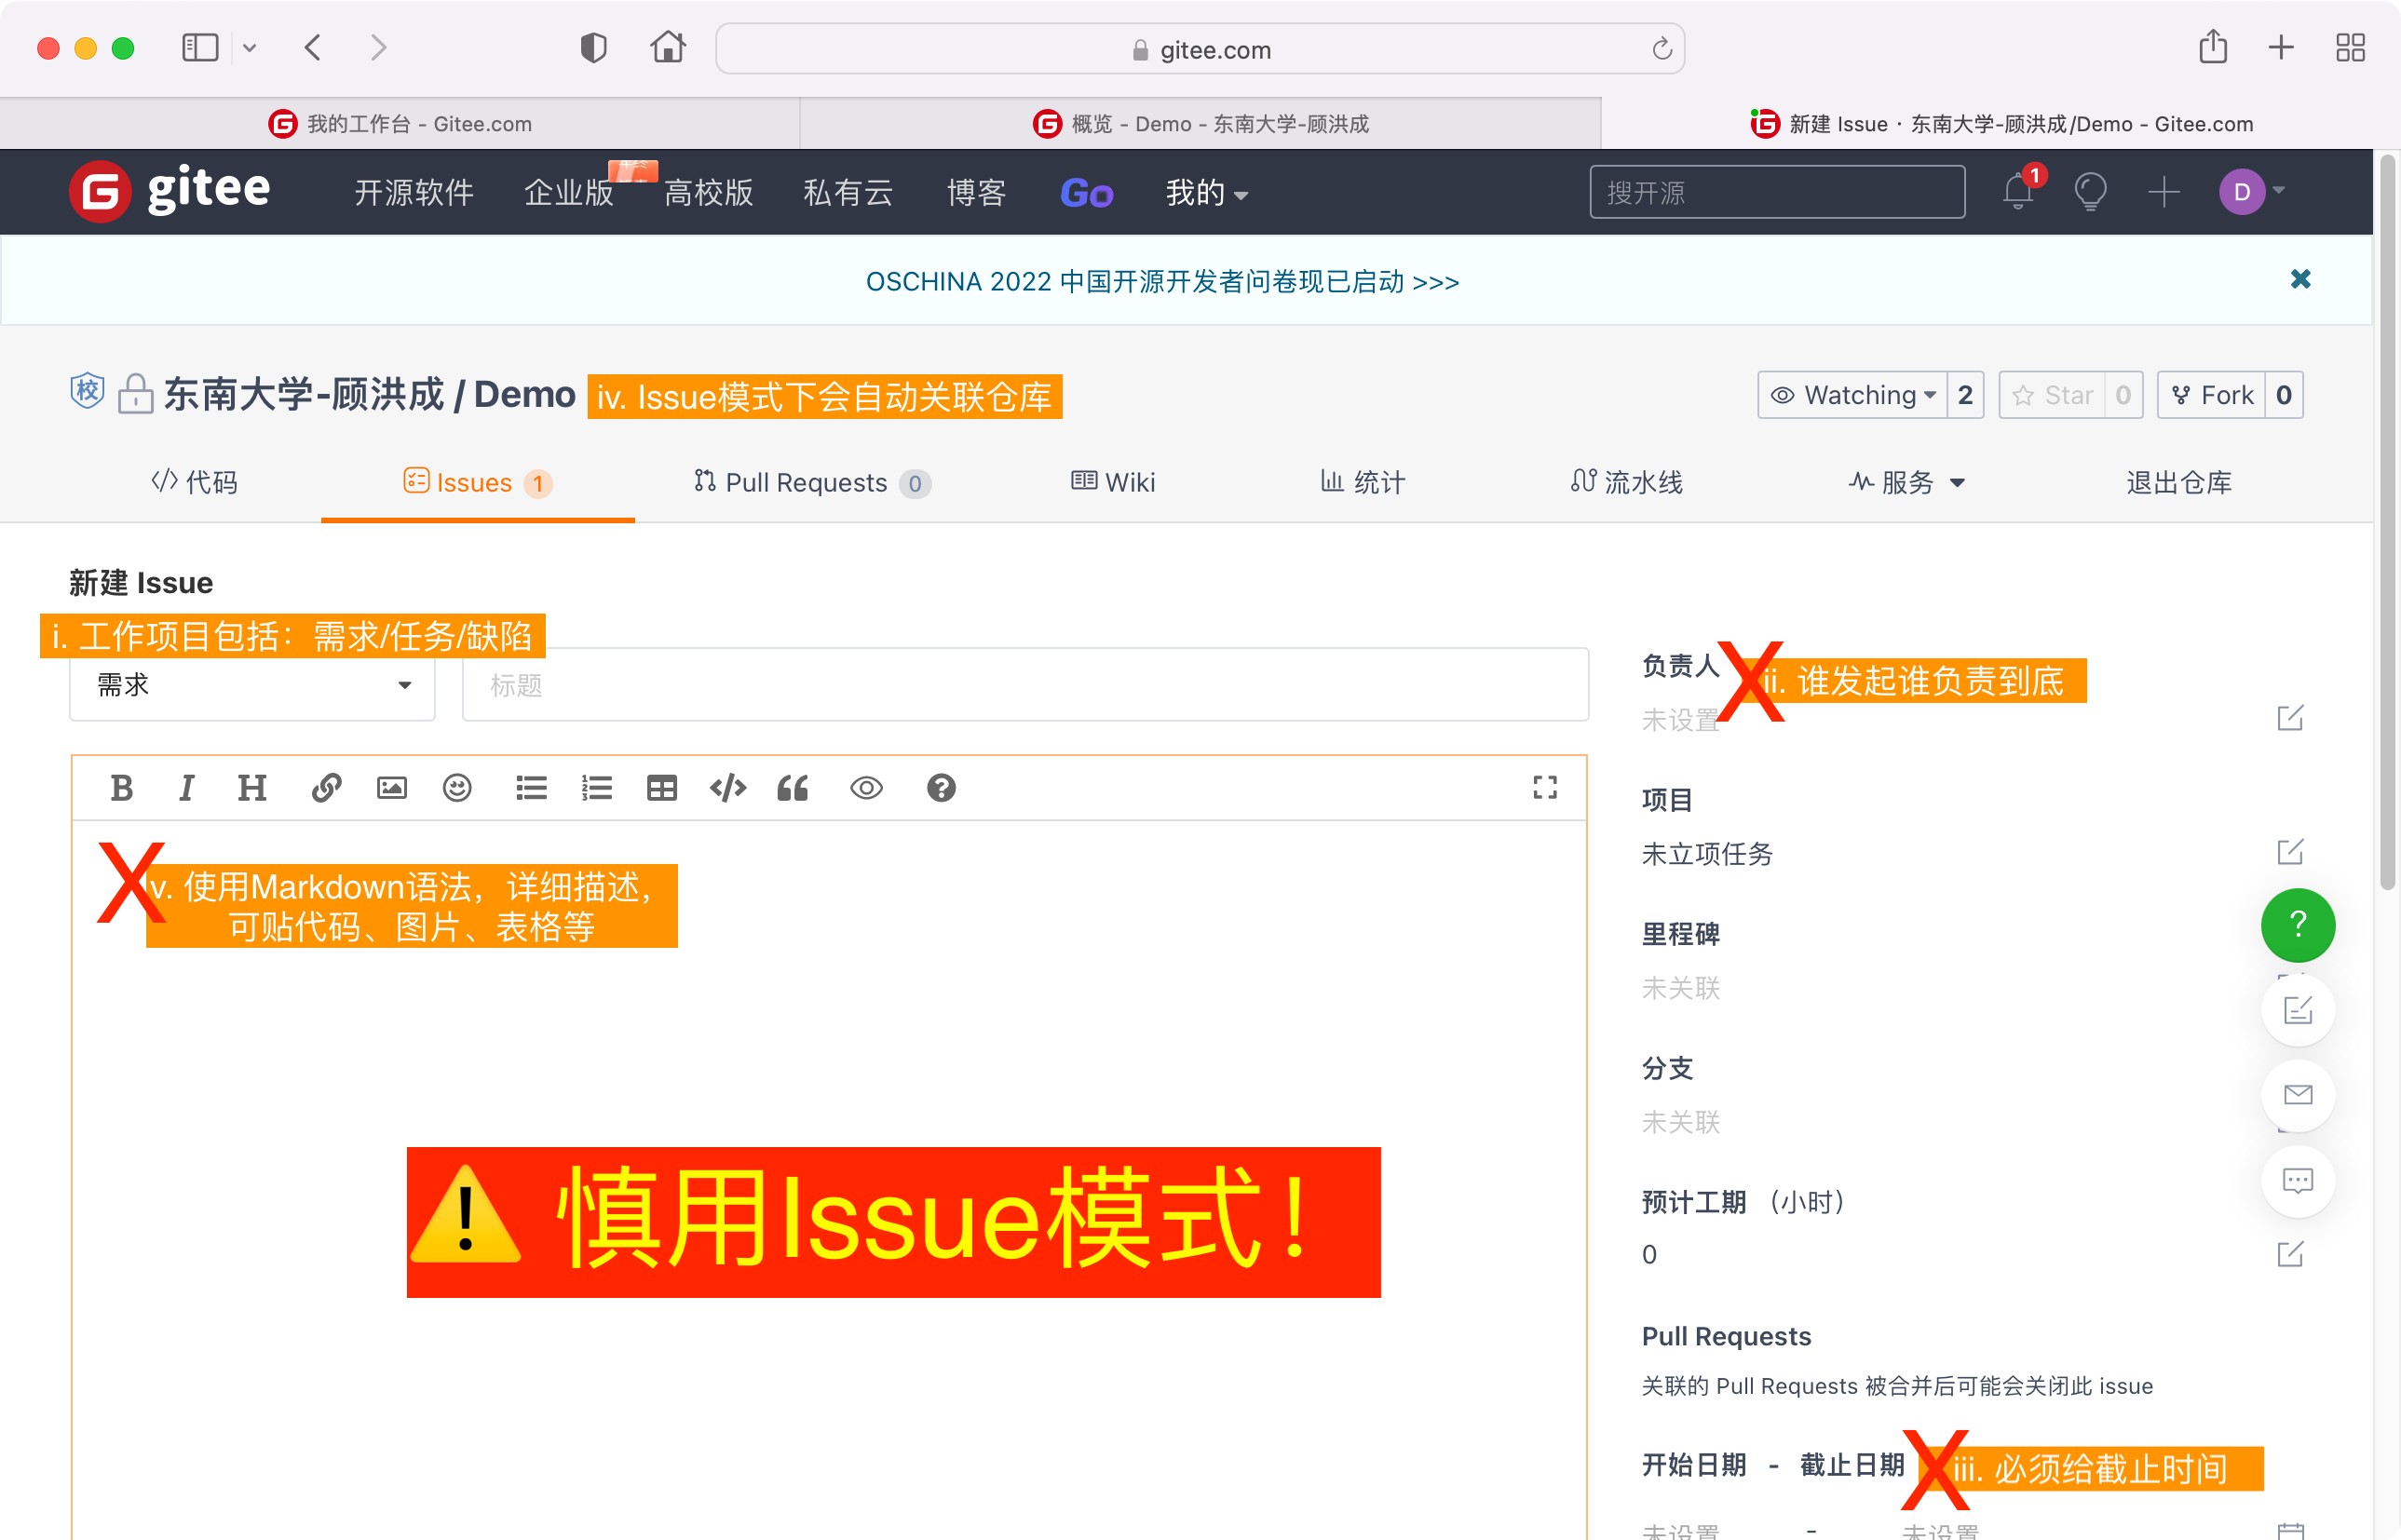 gitee.com
我的工作台 - Gitee.com
概览 - Demo - 东南大学-顾洪成
新建 Issue · 东南大学-顾洪成/Demo - Gitee.com
gitee 开源软件 企业版 高校版 私有云 博客 Go 我的 搜开源 1 D
OSCHINA 2022 中国开源开发者问卷现已启动 >>>
校 东南大学-顾洪成 / Demo iv. Issue模式下会自动关联仓库 Watching 2 Star 0 Fork 0
代码 Issues 1 Pull Requests 0 Wiki 统计 流水线 服务 退出仓库
新建 Issue
i. 工作项目包括：需求/任务/缺陷
需求 标题
负责人 X ii. 谁发起谁负责到底
未设置
B I H
项目
未立项任务
X v. 使用Markdown语法，详细描述，
可贴代码、图片、表格等
里程碑
未关联
分支
未关联
⚠️ 慎用Issue模式！
预计工期 （小时）
0
Pull Requests
关联的 Pull Requests 被合并后可能会关闭此 issue
开始日期 - 截止日期 X iii. 必须给截止时间
未设置 - 未设置